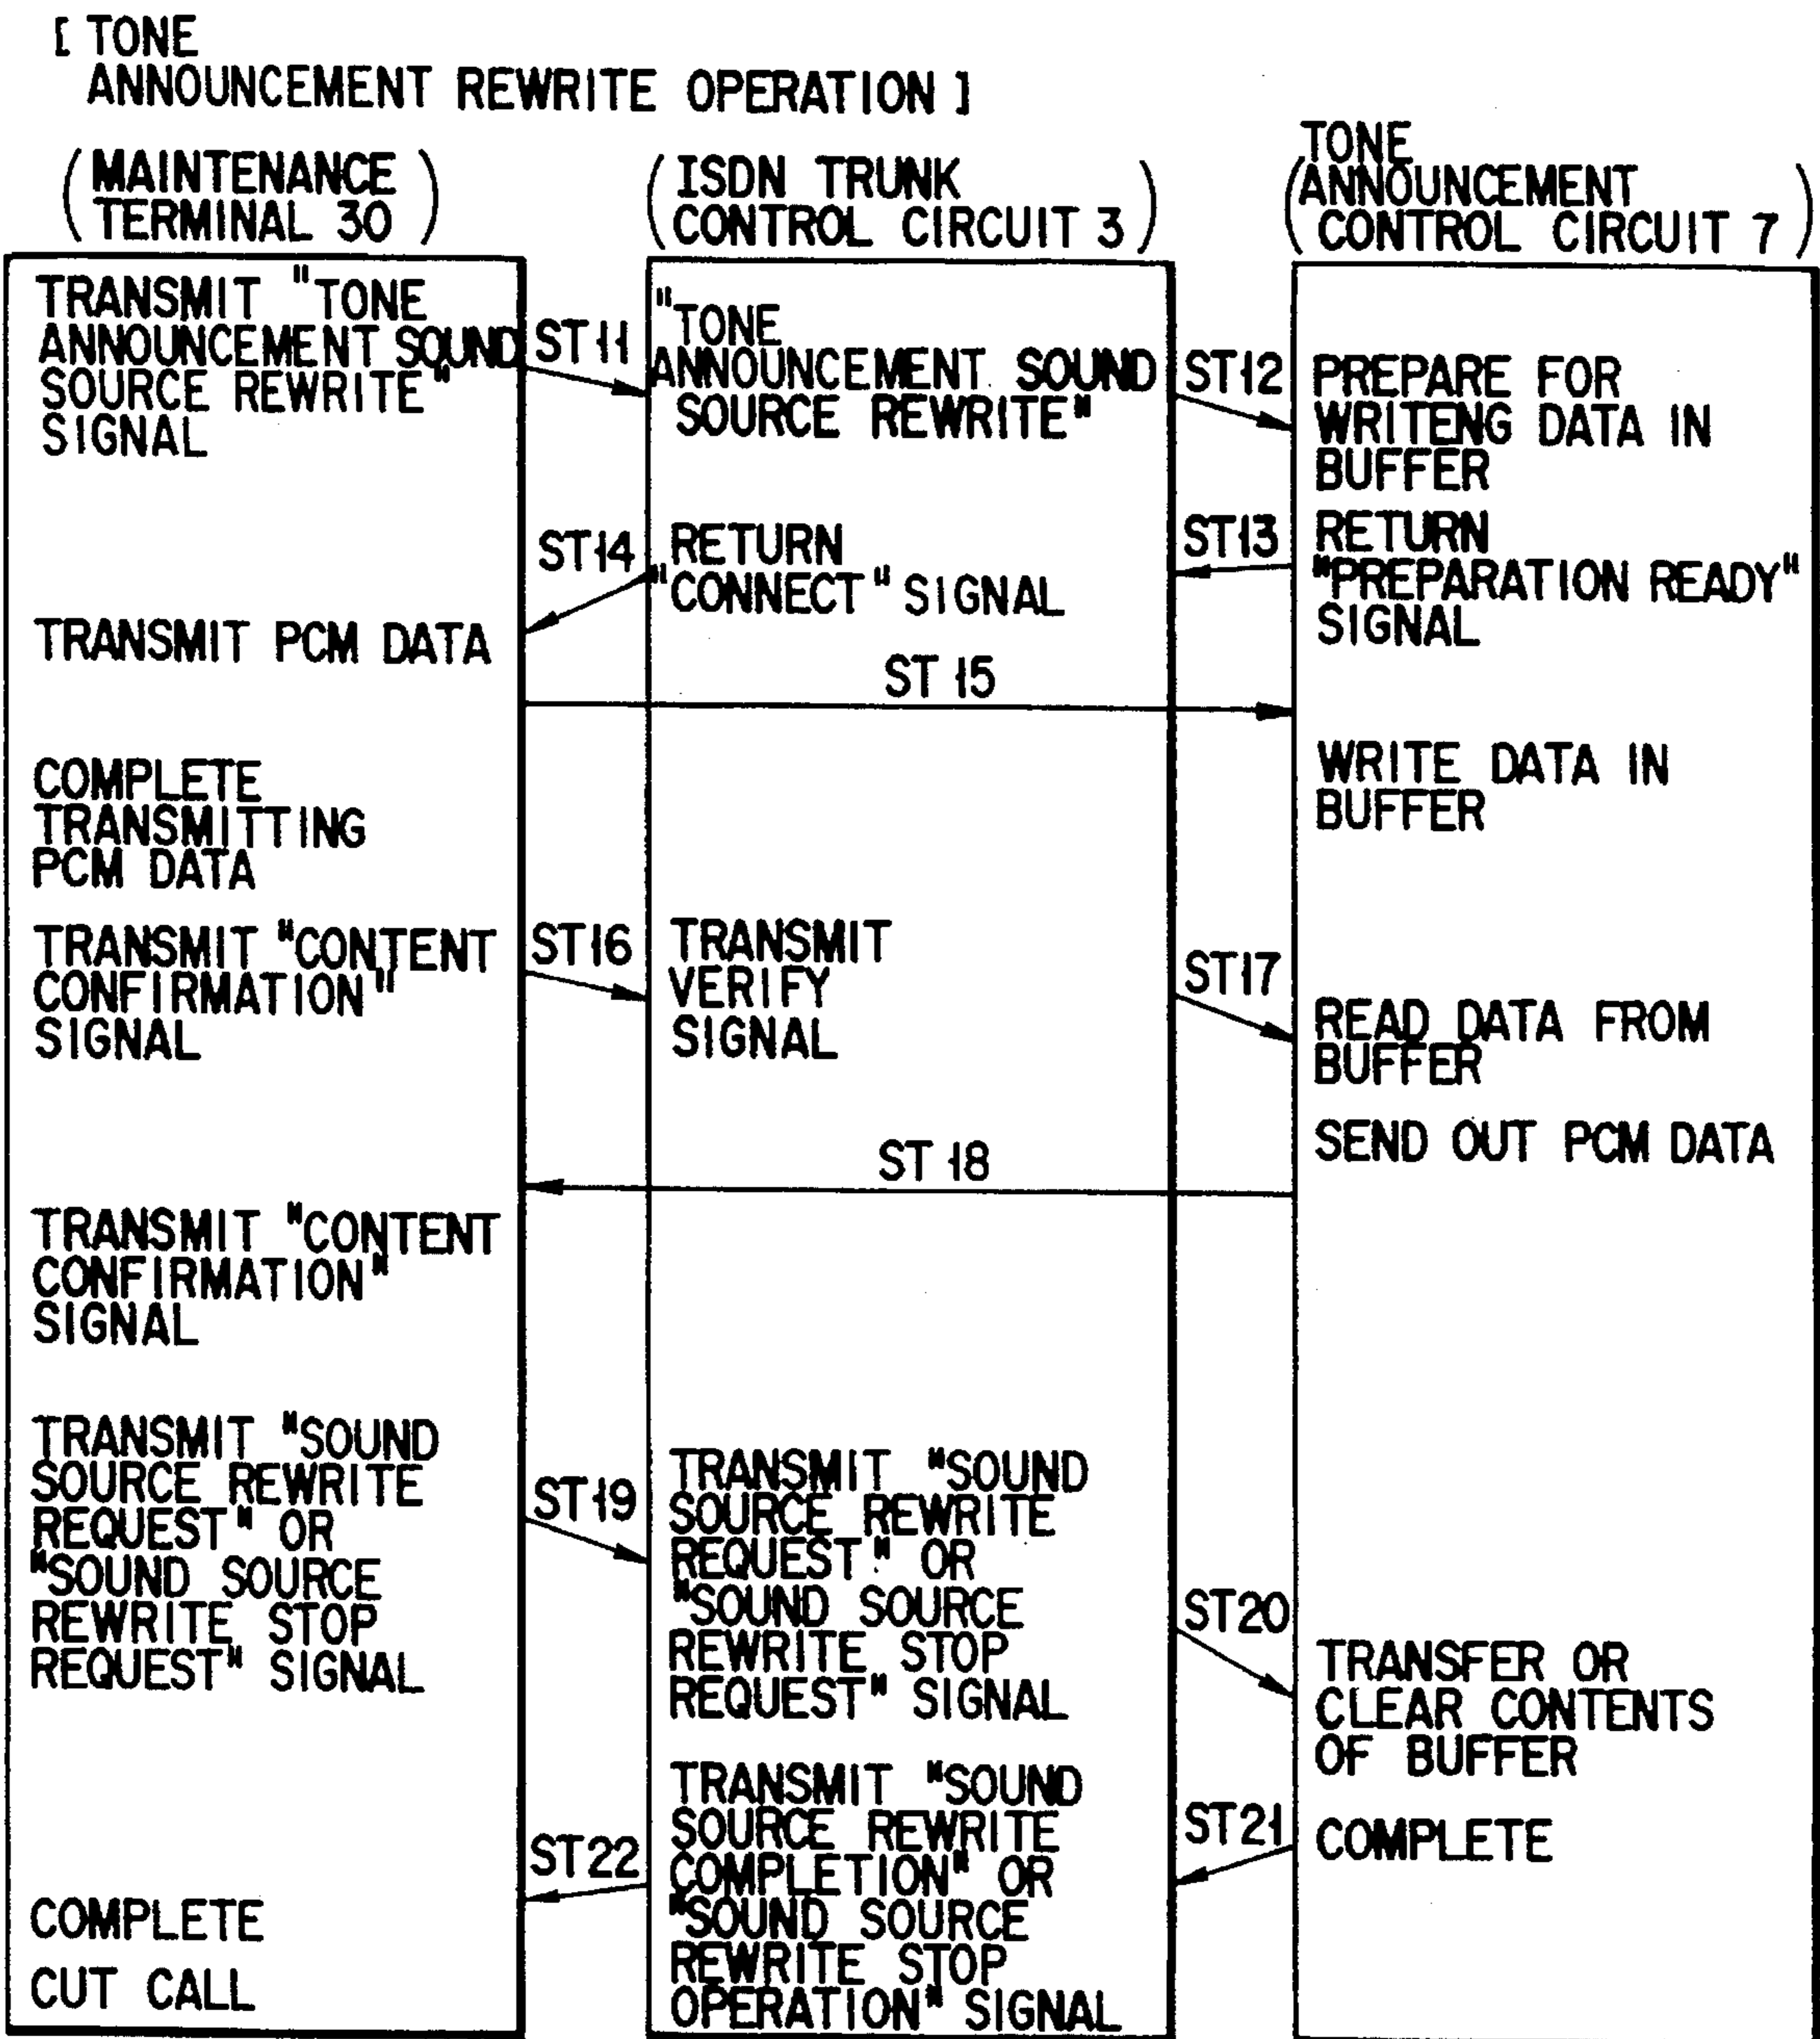 [ TONE
ANNOUNCEMENT REWRITE OPERATION ]
( MAINTENANCE
TERMINAL 30 )
( ISDN TRUNK
CONTROL CIRCUIT 3 )
( TONE
ANNOUNCEMENT
CONTROL CIRCUIT 7 )
TRANSMIT "TONE
ANNOUNCEMENT SOUND
SOURCE REWRITE"
SIGNAL
ST11
"TONE
ANNOUNCEMENT SOUND
SOURCE REWRITE"
ST12
PREPARE FOR
WRITENG DATA IN
BUFFER
ST13
RETURN
"PREPARATION READY"
SIGNAL
ST14
RETURN
"CONNECT" SIGNAL
TRANSMIT PCM DATA
ST 15
WRITE DATA IN
BUFFER
COMPLETE
TRANSMITTING
PCM DATA
TRANSMIT "CONTENT
CONFIRMATION"
SIGNAL
ST16
TRANSMIT
VERIFY
SIGNAL
ST17
READ DATA FROM
BUFFER
SEND OUT PCM DATA
ST 18
TRANSMIT "CONTENT
CONFIRMATION"
SIGNAL
TRANSMIT "SOUND
SOURCE REWRITE
REQUEST" OR
"SOUND SOURCE
REWRITE STOP
REQUEST" SIGNAL
ST19
TRANSMIT "SOUND
SOURCE REWRITE
REQUEST" OR
"SOUND SOURCE
REWRITE STOP
REQUEST" SIGNAL
ST20
TRANSFER OR
CLEAR CONTENTS
OF BUFFER
ST21
COMPLETE
TRANSMIT "SOUND
SOURCE REWRITE
COMPLETION" OR
"SOUND SOURCE
REWRITE STOP
OPERATION" SIGNAL
ST22
COMPLETE
CUT CALL